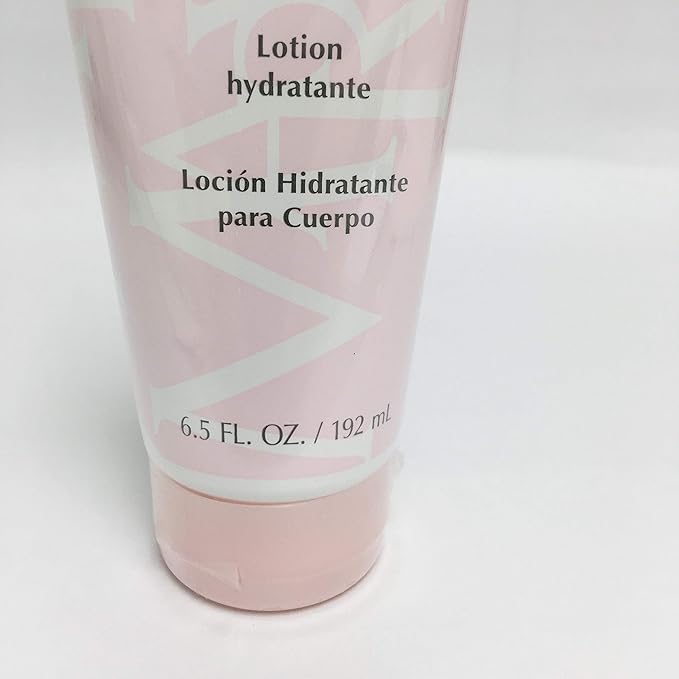 Lotion
hydratante
Loción Hidratante
para Cuerpo
6.5 FL. OZ. / 192 mL